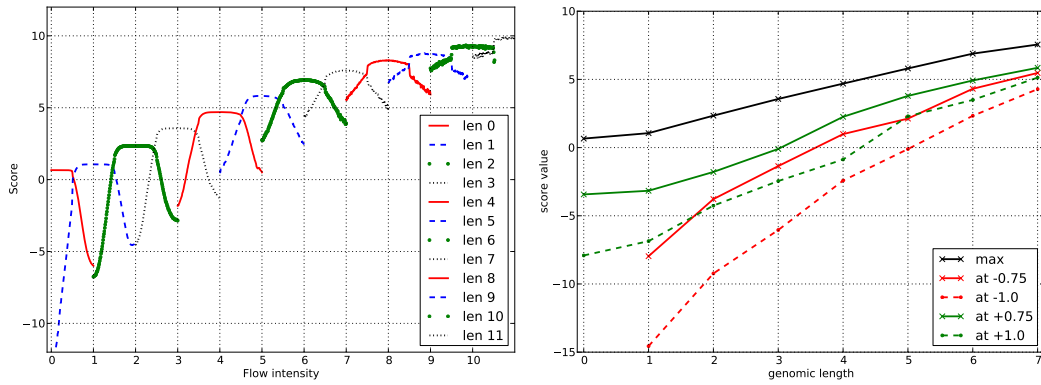 10
5
0
−5
−10
Score
0 1 2 3 4 5 6 7 8 9 10
Flow intensity
len 0
len 1
len 2
len 3
len 4
len 5
len 6
len 7
len 8
len 9
len 10
len 11
10
5
0
−5
−10
−15
score value
0 1 2 3 4 5 6 7
genomic length
max
at -0.75
at -1.0
at +0.75
at +1.0